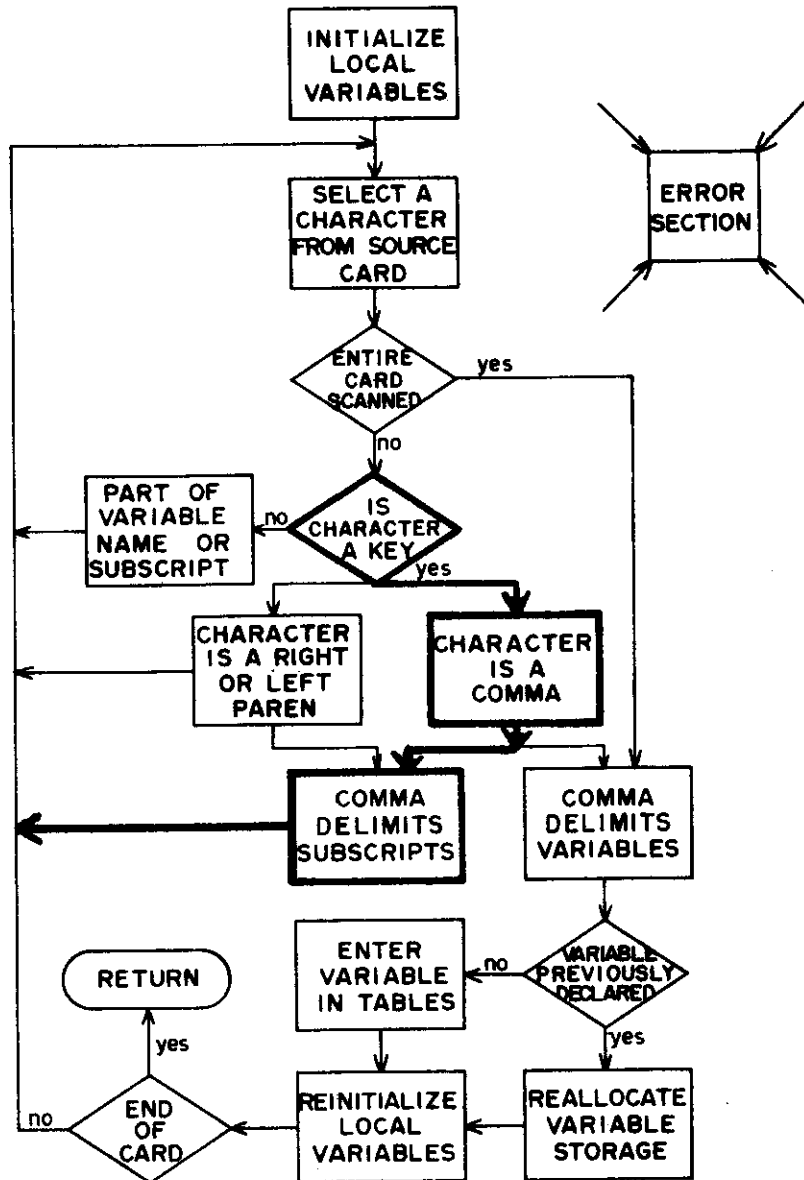 INITIALIZE
LOCAL
VARIABLES
SELECT A
CHARACTER
FROM SOURCE
CARD
ERROR
SECTION
ENTIRE
CARD
SCANNED
yes
no
IS
CHARACTER
A KEY
no
yes
PART OF
VARIABLE
NAME OR
SUBSCRIPT
CHARACTER
IS A RIGHT
OR LEFT
PAREN
CHARACTER
IS A
COMMA
COMMA
DELIMITS
SUBSCRIPTS
COMMA
DELIMITS
VARIABLES
VARIABLE
PREVIOUSLY
DECLARED
no
yes
ENTER
VARIABLE
IN TABLES
RETURN
yes
END
OF
CARD
no
REINITIALIZE
LOCAL
VARIABLES
REALLOCATE
VARIABLE
STORAGE